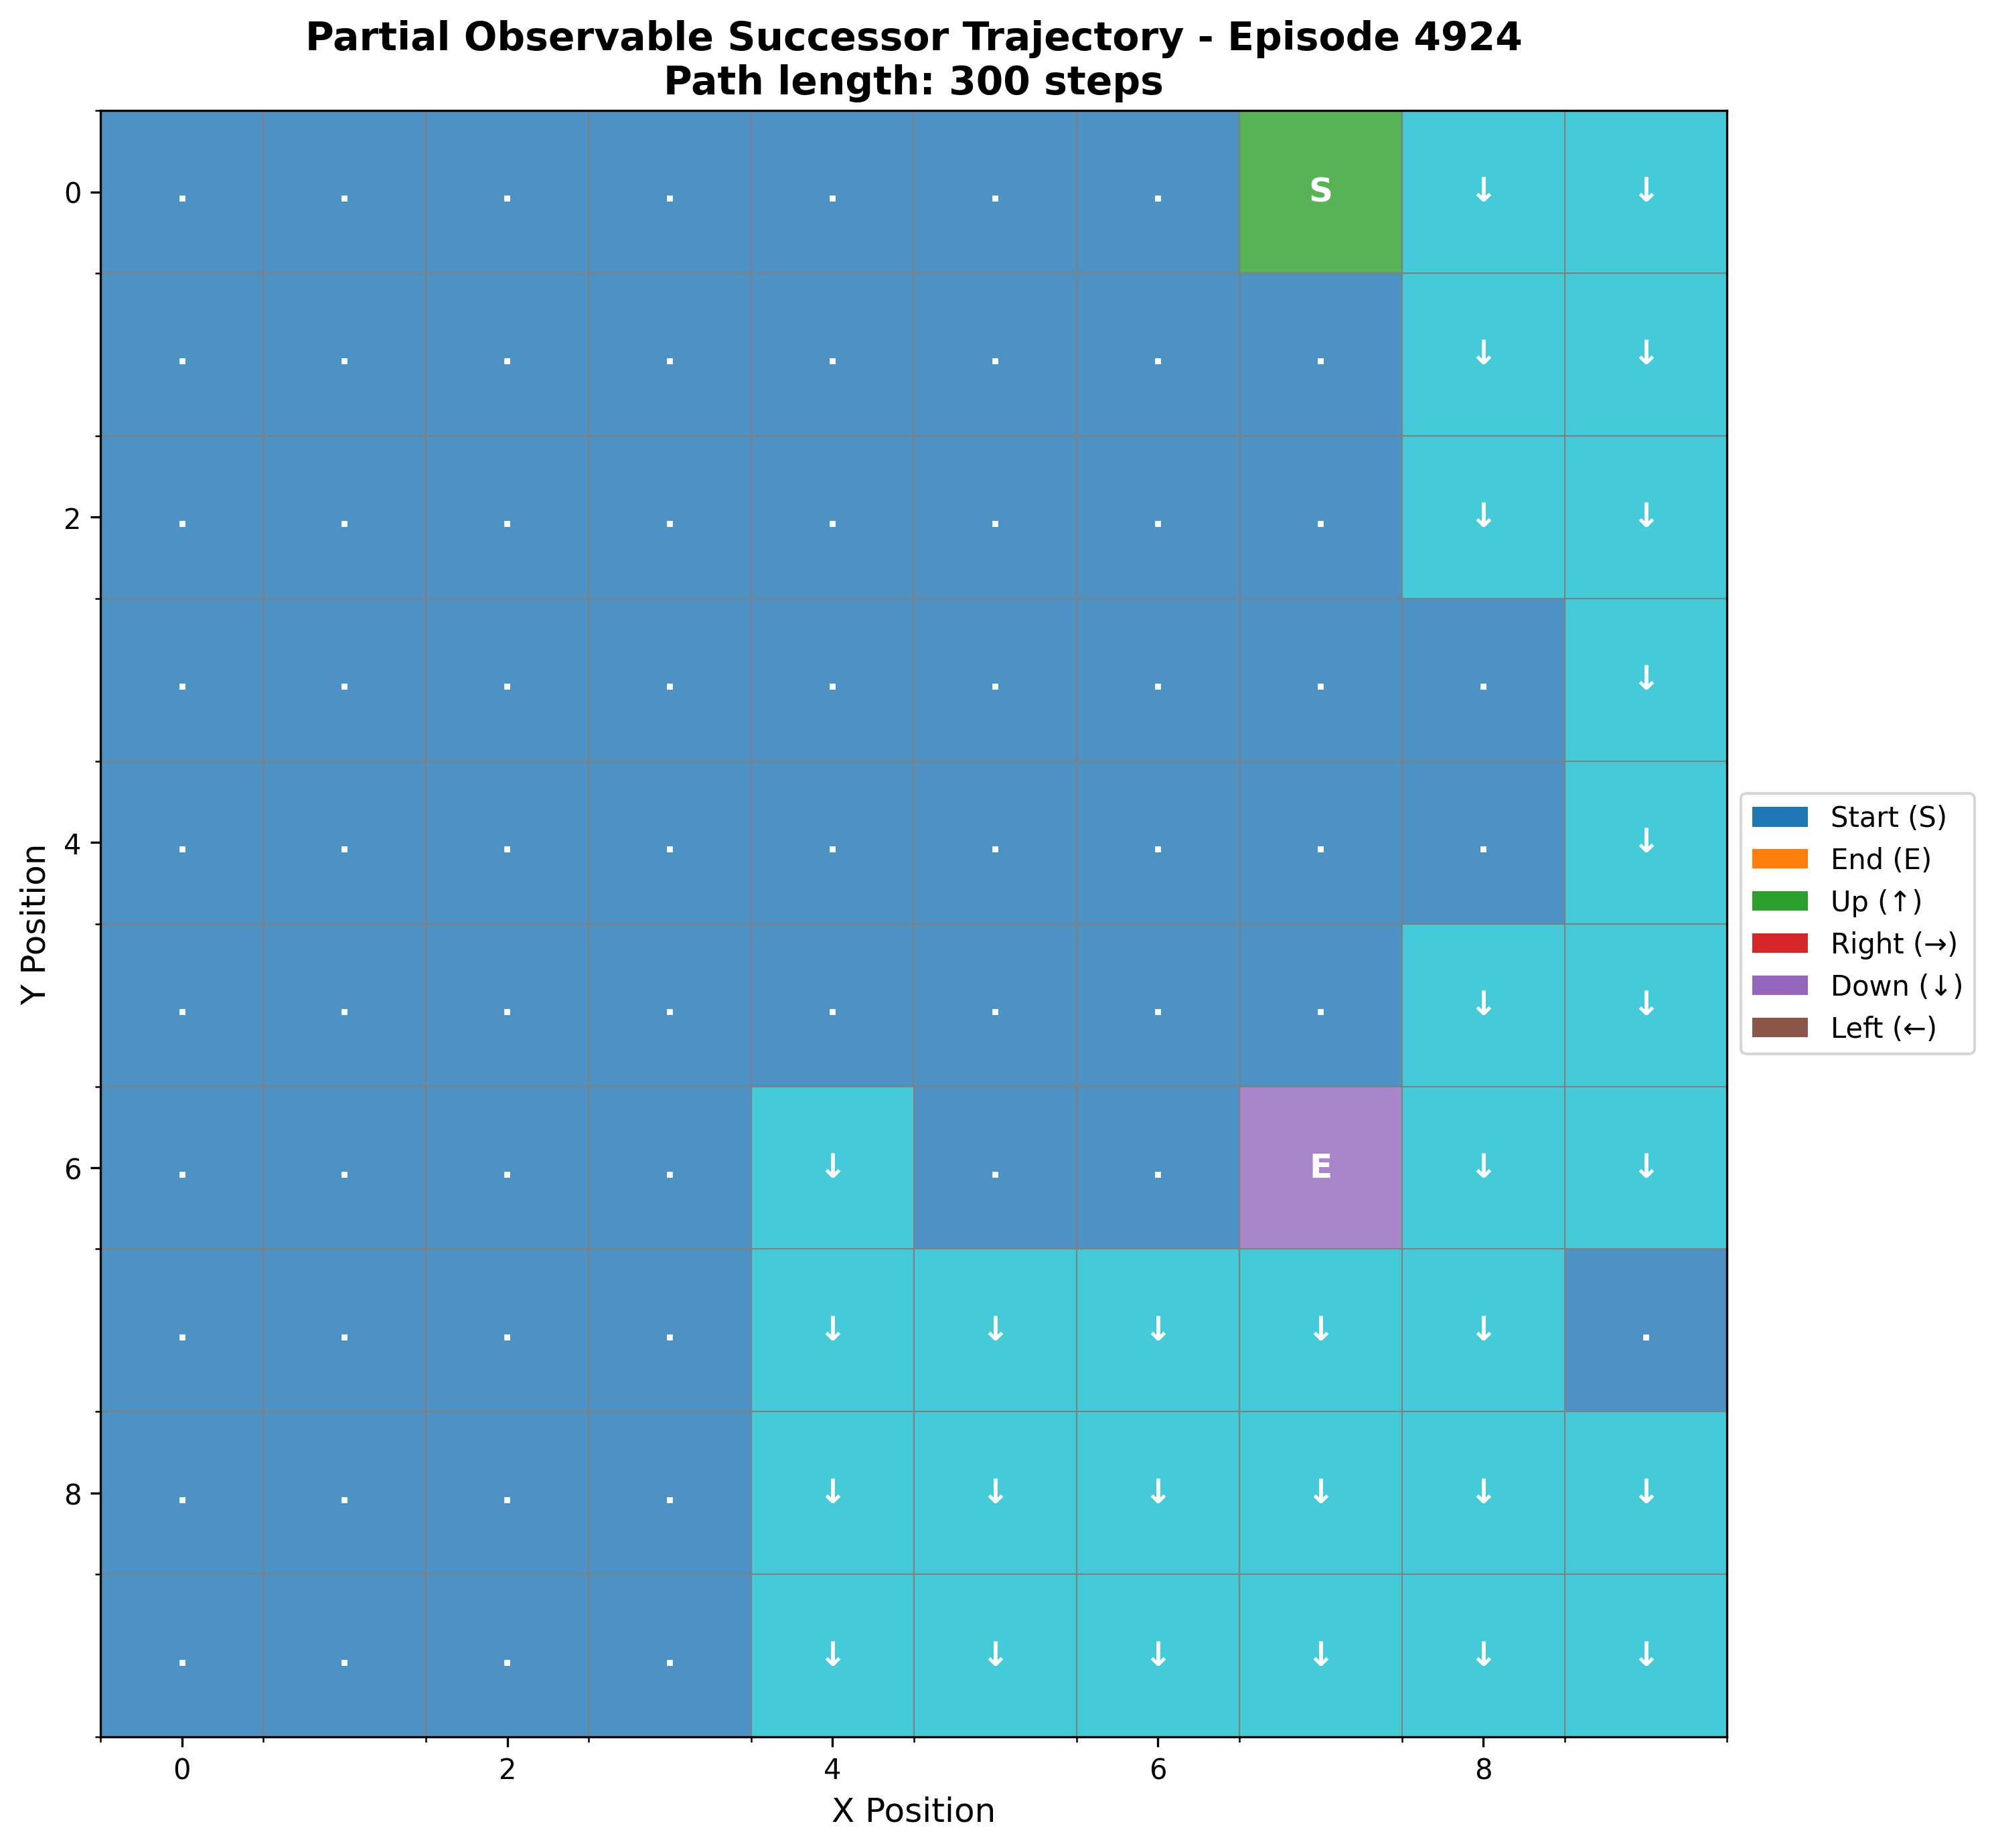 Partial Observable Successor Trajectory - Episode 4924
Path length: 300 steps
0 . . . . . . . S ↓ ↓
. . . . . . . . ↓ ↓
2 . . . . . . . . ↓ ↓
. . . . . . . . . ↓
4 . . . . . . . . . ↓
. . . . . . . . ↓ ↓
6 . . . . ↓ . . E ↓ ↓
. . . . ↓ ↓ ↓ ↓ ↓ .
8 . . . . ↓ ↓ ↓ ↓ ↓ ↓
. . . . ↓ ↓ ↓ ↓ ↓ ↓
0 2 4 6 8
X Position
Y Position
Start (S)
End (E)
Up (↑)
Right (→)
Down (↓)
Left (←)